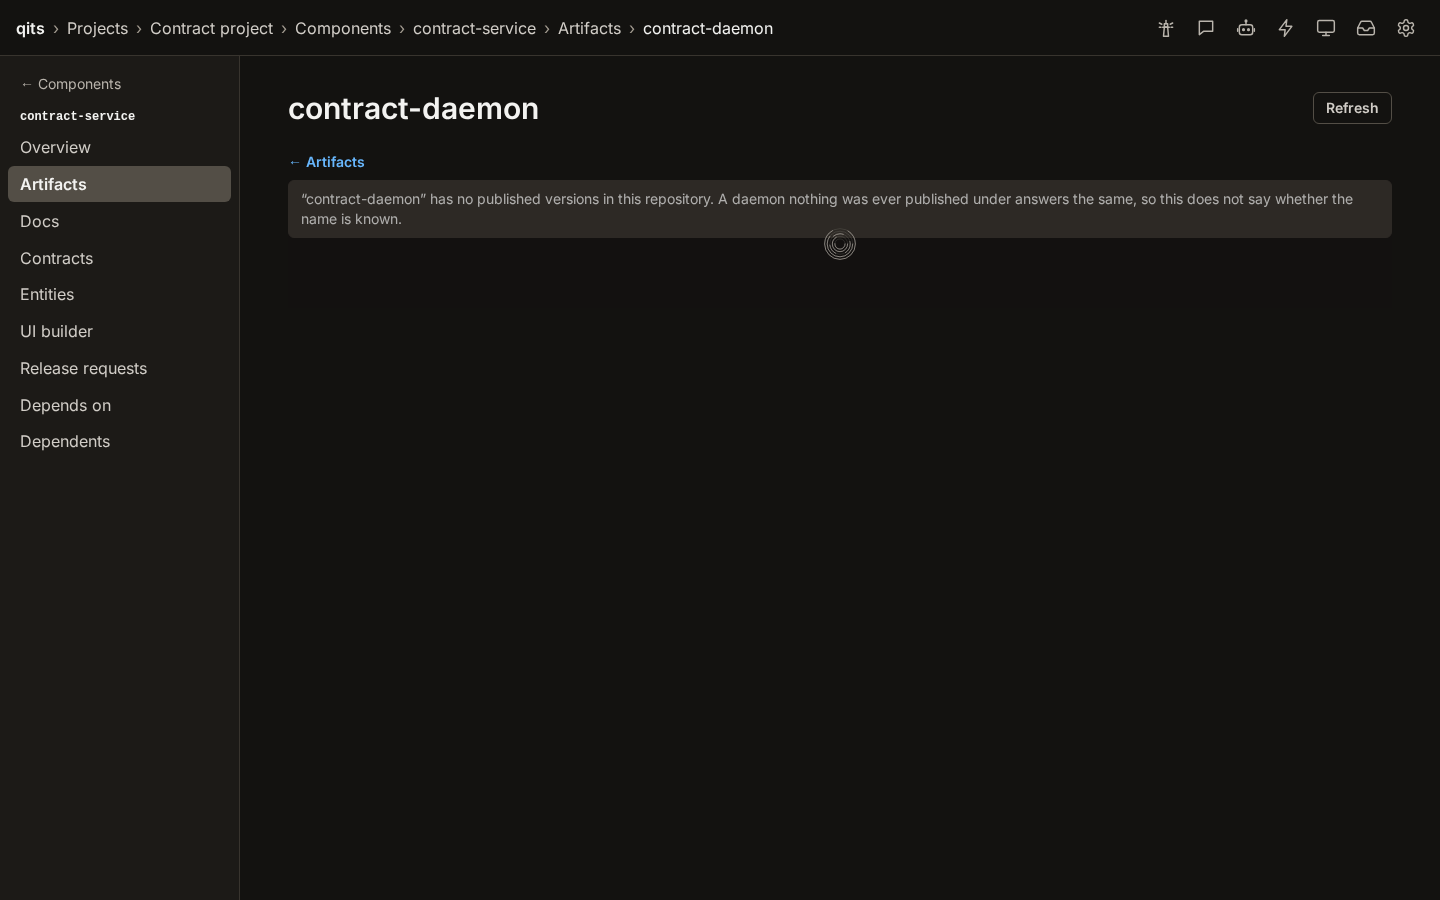 qits › Projects › Contract project › Components › contract-service › Artifacts › contract-daemon
← Components
contract-service
Overview
Artifacts
Docs
Contracts
Entities
UI builder
Release requests
Depends on
Dependents
contract-daemon
Refresh
← Artifacts
“contract-daemon” has no published versions in this repository. A daemon nothing was ever published under answers the same, so this does not say whether the
name is known.